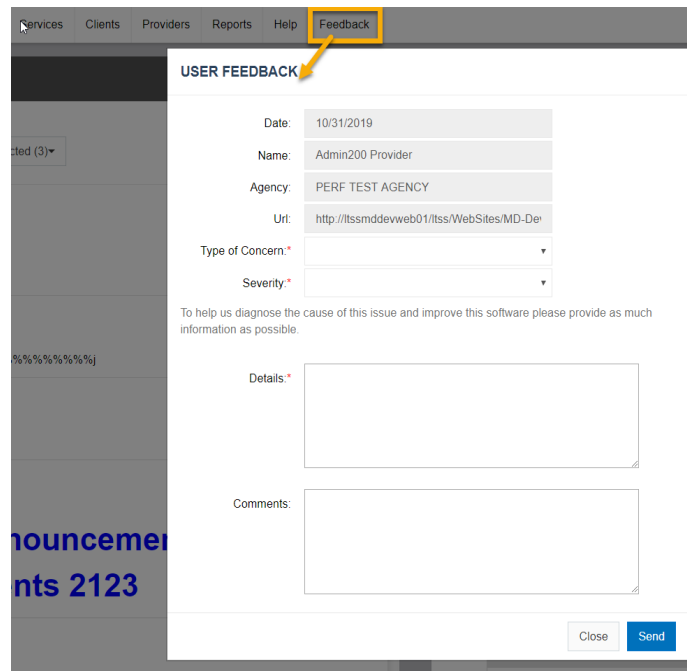 Services Clients Providers Reports Help Feedback
USER FEEDBACK
Date: 10/31/2019
cted (3)
Name: Admin200 Provider
Agency: PERF TEST AGENCY
Url: http://ltssmddevweb01/ltss/WebSites/MD-De
Type of Concern:*
Severity:*
To help us diagnose the cause of this issue and improve this software please provide as much
information as possible.
%%%%%%%%j
Details:*
Comments:
nouncemen
nts 2123
Close Send